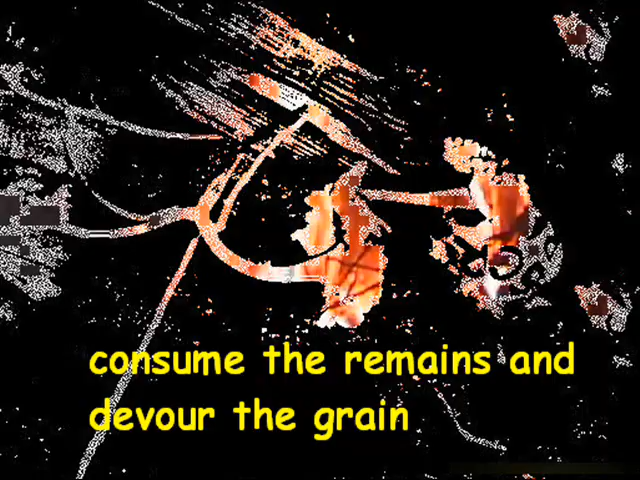 consume the remains and
devour the grain